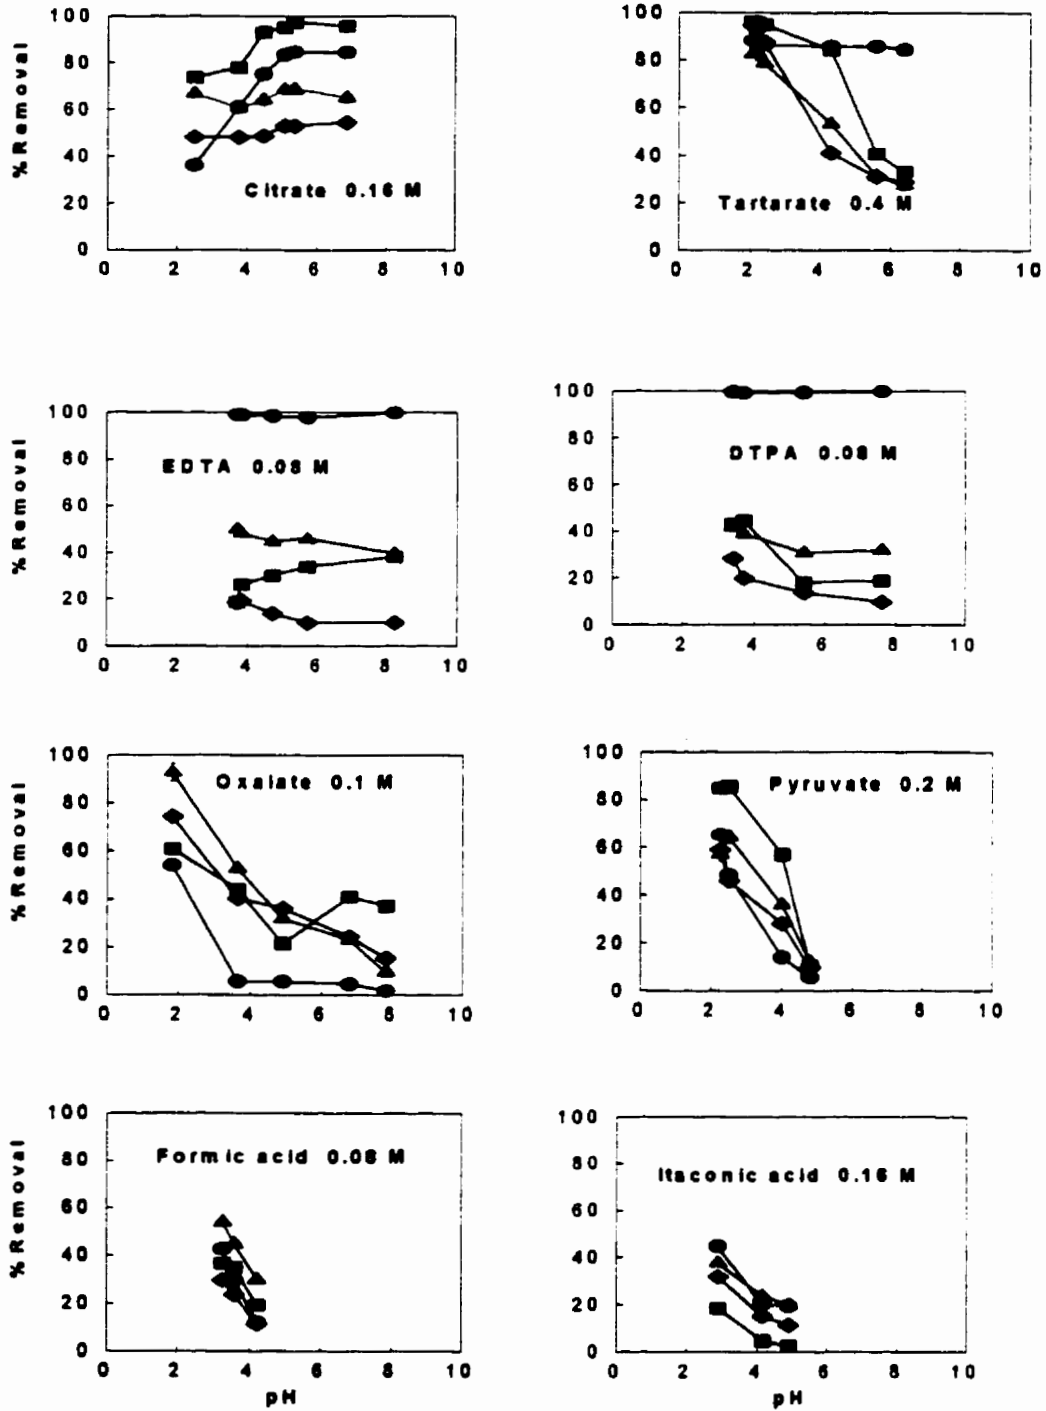 100
80
60
40
20
0
0 2 4 6 8 10
%Removal
Citrate 0.16 M
100
80
60
40
20
0
0 2 4 6 8 10
Tartarate 0.4 M
100
80
60
40
20
0
0 2 4 6 8 10
%Removal
EDTA 0.08 M
100
80
60
40
20
0
0 2 4 6 8 10
DTPA 0.08 M
100
80
60
40
20
0
0 2 4 6 8 10
%Removal
Oxalate 0.1 M
100
80
60
40
20
0
0 2 4 6 8 10
Pyruvate 0.2 M
100
80
60
40
20
0
0 2 4 6 8 10
%Removal
Formic acid 0.08 M
pH
100
80
60
40
20
0
0 2 4 6 8 10
Itaconic acid 0.16 M
pH